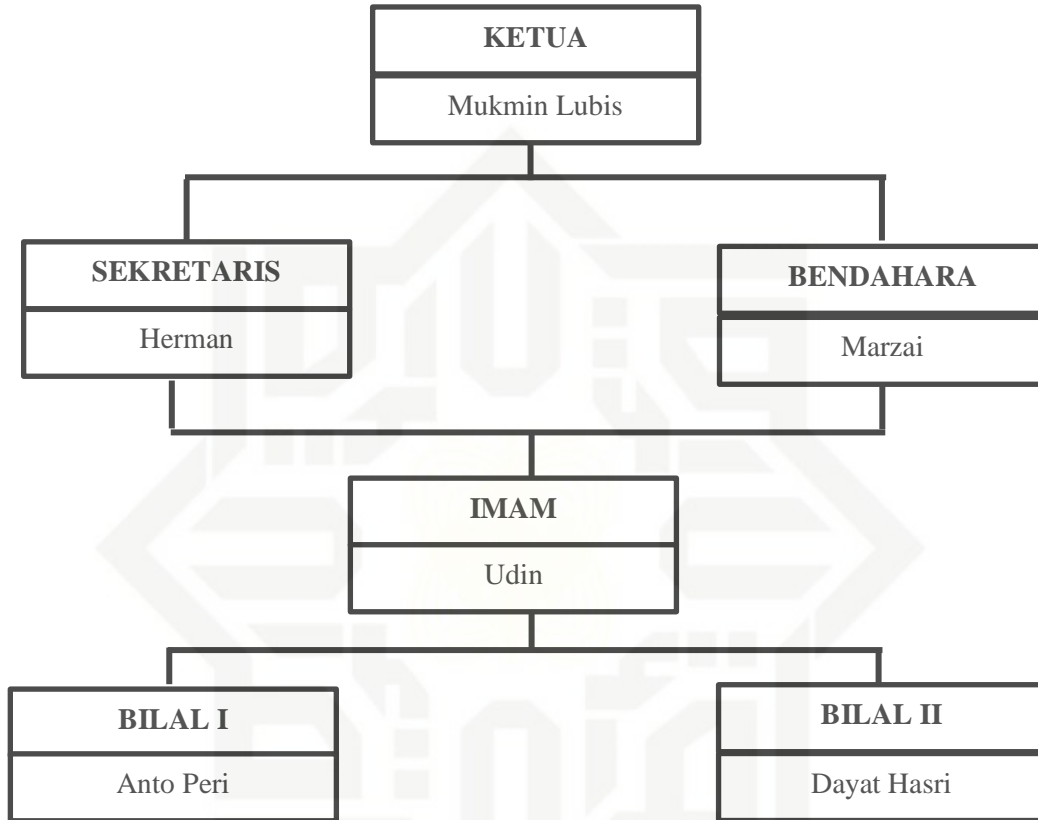 KETUA
Mukmin Lubis
SEKRETARIS
Herman
BENDAHARA
Marzai
IMAM
Udin
BILAL I
Anto Peri
BILAL II
Dayat Hasri